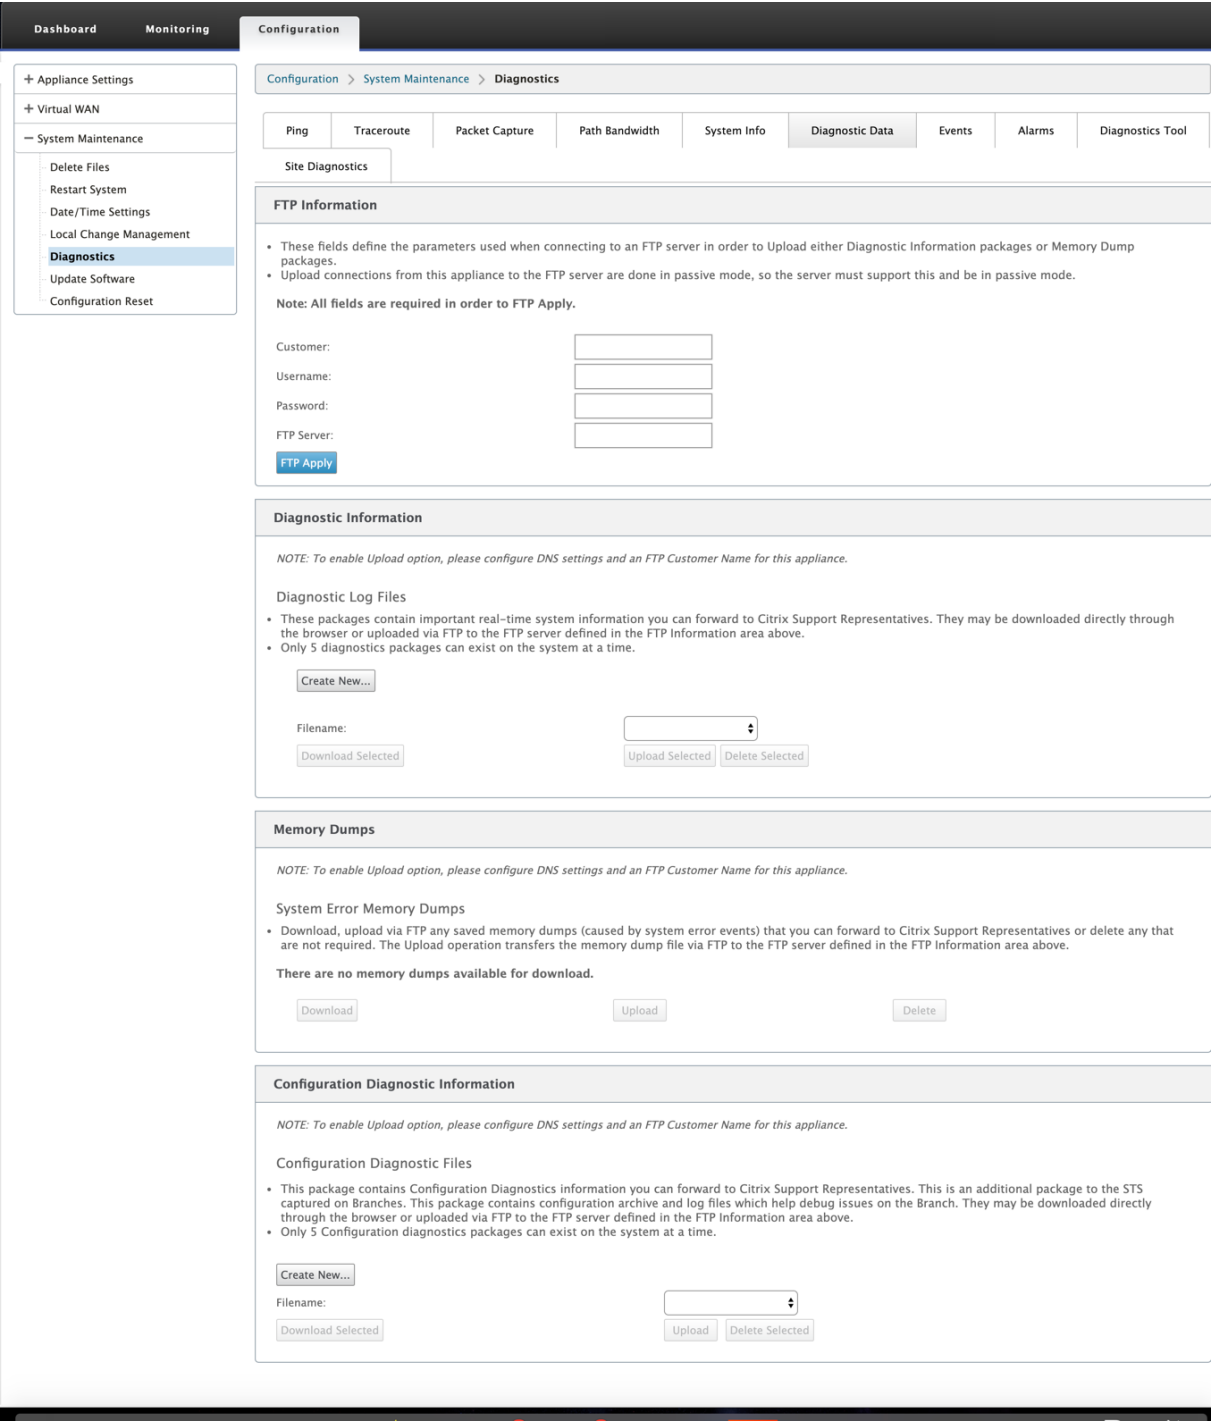 Dashboard Monitoring Configuration
+ Appliance Settings
+ Virtual WAN
− System Maintenance
Delete Files
Restart System
Date/Time Settings
Local Change Management
Diagnostics
Update Software
Configuration Reset
Configuration > System Maintenance > Diagnostics
Ping Traceroute Packet Capture Path Bandwidth System Info Diagnostic Data Events Alarms Diagnostics Tool
Site Diagnostics
FTP Information
• These fields define the parameters used when connecting to an FTP server in order to Upload either Diagnostic Information packages or Memory Dump
packages.
• Upload connections from this appliance to the FTP server are done in passive mode, so the server must support this and be in passive mode.
Note: All fields are required in order to FTP Apply.
Customer:
Username:
Password:
FTP Server:
FTP Apply
Diagnostic Information
NOTE: To enable Upload option, please configure DNS settings and an FTP Customer Name for this appliance.
Diagnostic Log Files
• These packages contain important real-time system information you can forward to Citrix Support Representatives. They may be downloaded directly through
the browser or uploaded via FTP to the FTP server defined in the FTP Information area above.
• Only 5 diagnostics packages can exist on the system at a time.
Create New...
Filename:
Download Selected Upload Selected Delete Selected
Memory Dumps
NOTE: To enable Upload option, please configure DNS settings and an FTP Customer Name for this appliance.
System Error Memory Dumps
• Download, upload via FTP any saved memory dumps (caused by system error events) that you can forward to Citrix Support Representatives or delete any that
are not required. The Upload operation transfers the memory dump file via FTP to the FTP server defined in the FTP Information area above.
There are no memory dumps available for download.
Download Upload Delete
Configuration Diagnostic Information
NOTE: To enable Upload option, please configure DNS settings and an FTP Customer Name for this appliance.
Configuration Diagnostic Files
• This package contains Configuration Diagnostics information you can forward to Citrix Support Representatives. This is an additional package to the STS
captured on Branches. This package contains configuration archive and log files which help debug issues on the Branch. They may be downloaded directly
through the browser or uploaded via FTP to the FTP server defined in the FTP Information area above.
• Only 5 Configuration diagnostics packages can exist on the system at a time.
Create New...
Filename:
Download Selected Upload Delete Selected